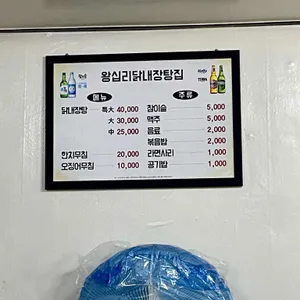 왕십리닭내장탕집
메뉴
닭내장탕 특大 40,000
大 30,000
中 25,000
한치무침 20,000
오징어무침 10,000
주류
참이슬 5,000
맥주 5,000
음료 2,000
볶음밥 2,000
라면사리 1,000
공기밥 1,000